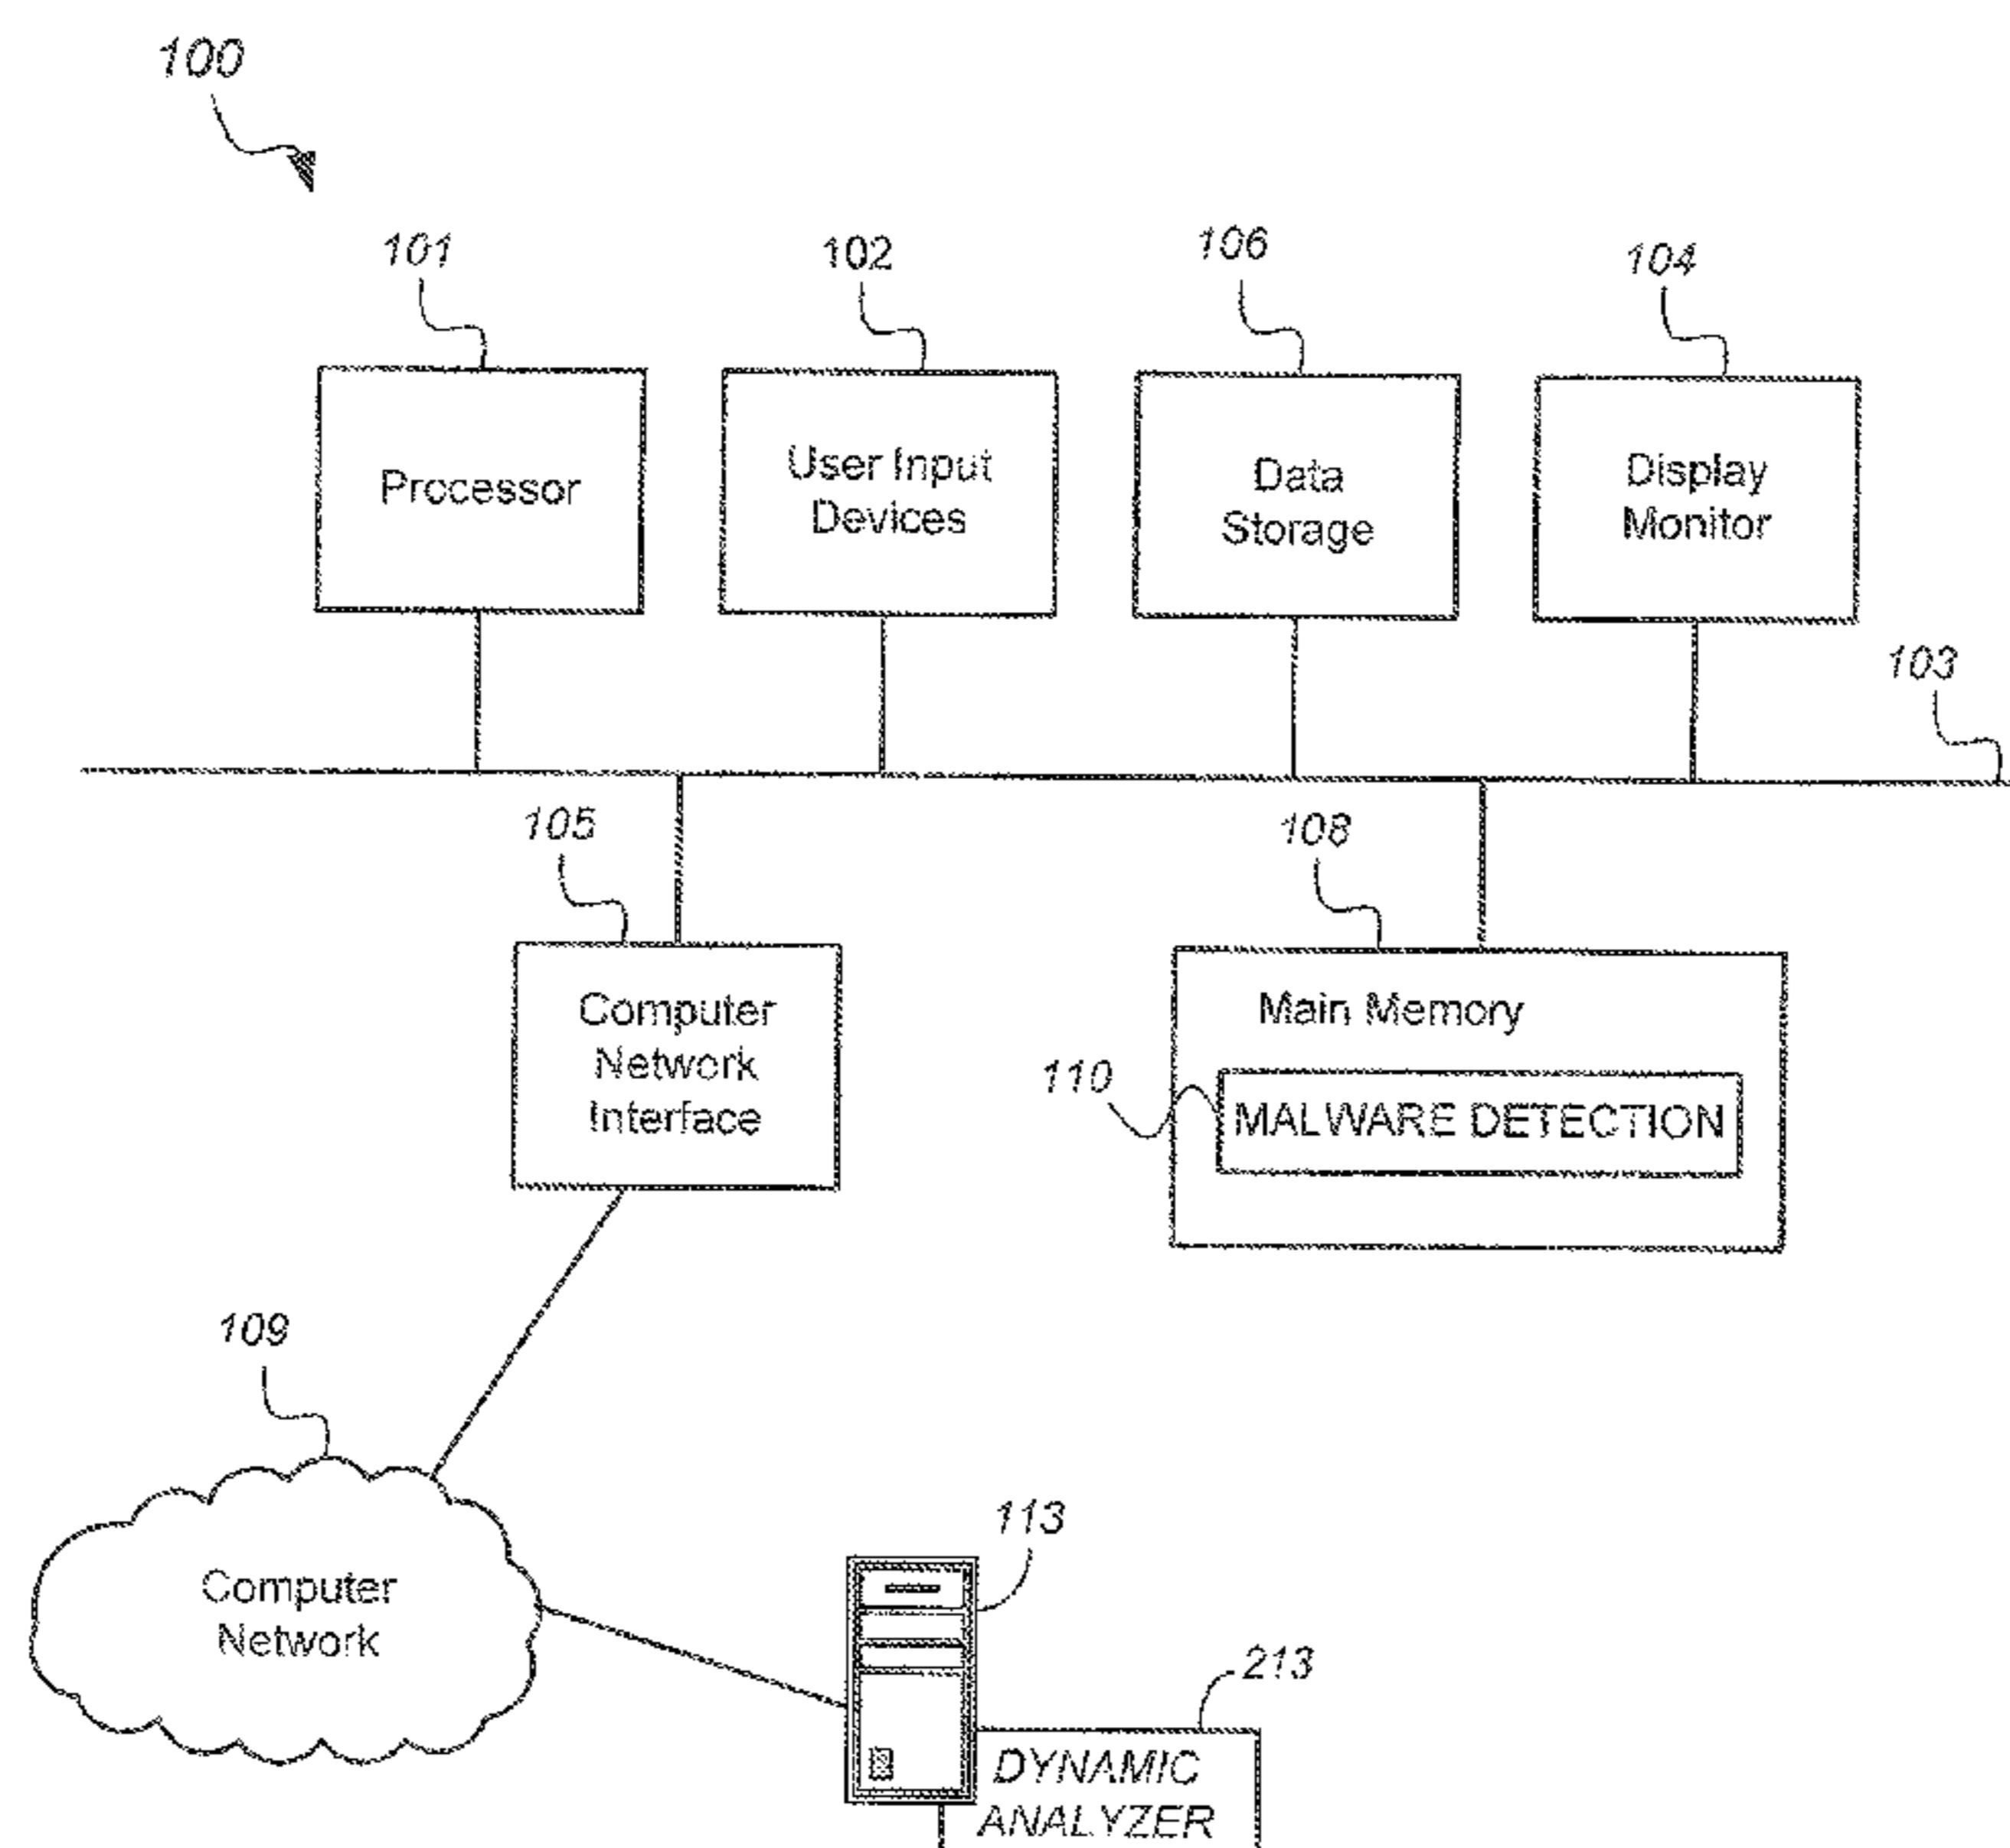 100
101
102
106
104
Processor
User Input
Devices
Data
Storage
Display
Monitor
103
105
108
Computer
Network
Interface
Main Memory
110
MALWARE DETECTION
109
Computer
Network
113
213
DYNAMIC
ANALYZER